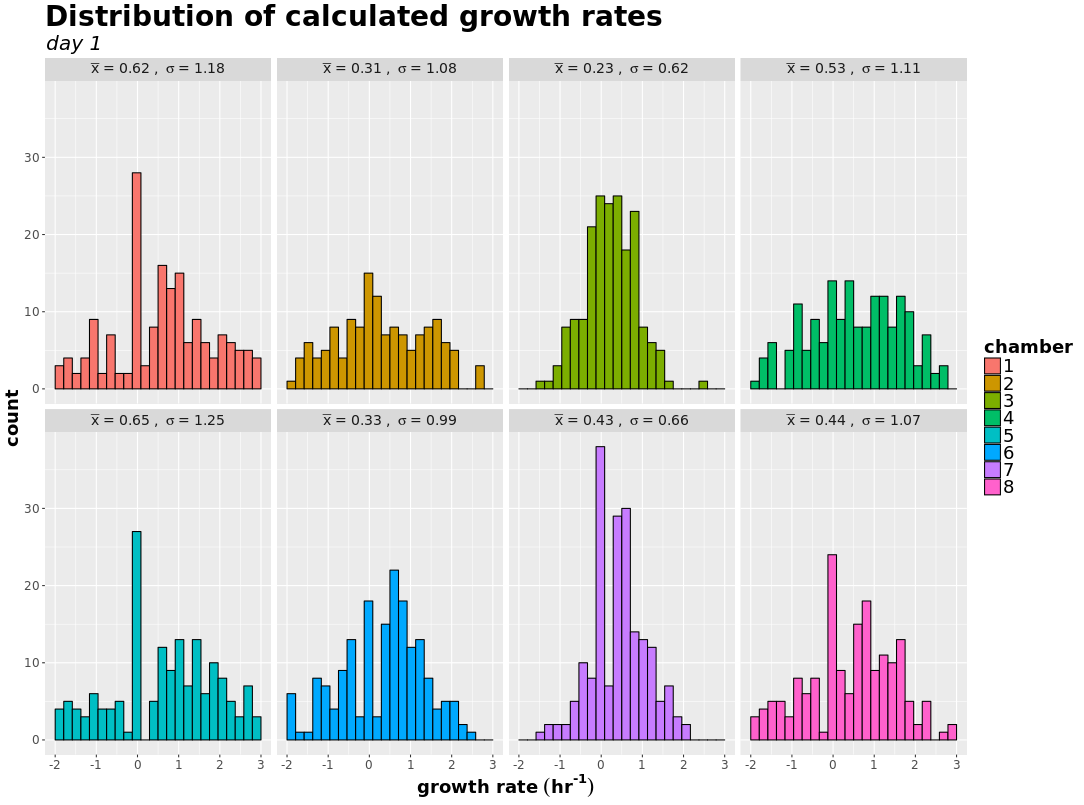 Distribution of calculated growth rates
day 1
x̅ = 0.62 , σ = 1.18
x̅ = 0.31 , σ = 1.08
x̅ = 0.23 , σ = 0.62
x̅ = 0.53 , σ = 1.11
30
20
10
0
x̅ = 0.65 , σ = 1.25
x̅ = 0.33 , σ = 0.99
x̅ = 0.43 , σ = 0.66
x̅ = 0.44 , σ = 1.07
30
20
10
0
-2 -1 0 1 2 3
-2 -1 0 1 2 3
-2 -1 0 1 2 3
-2 -1 0 1 2 3
growth rate (hr⁻¹)
count
chamber
1
2
3
4
5
6
7
8